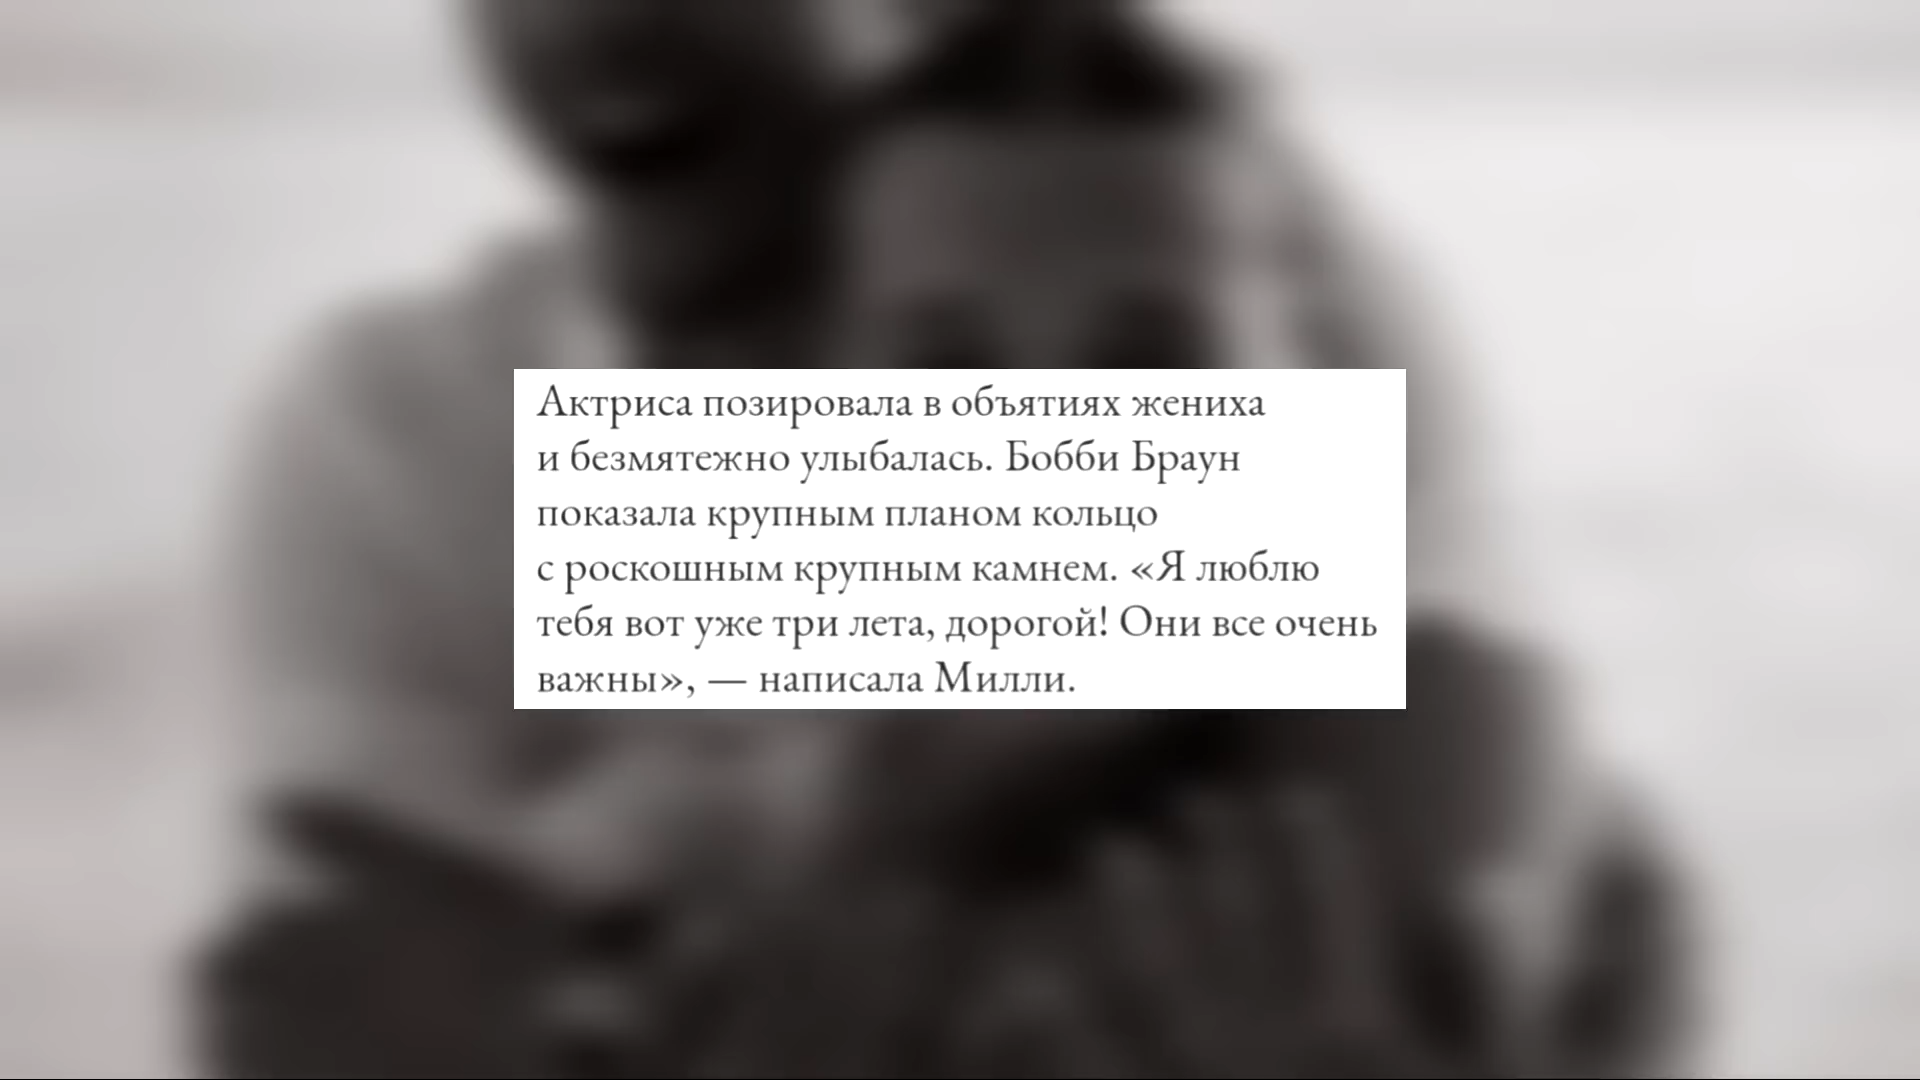 Актриса позировала в объятиях жениха
и безмятежно улыбалась. Бобби Браун
показала крупным планом кольцо
с роскошным крупным камнем. «Я люблю
тебя вот уже три лета, дорогой! Они все очень
важны», — написала Милли.